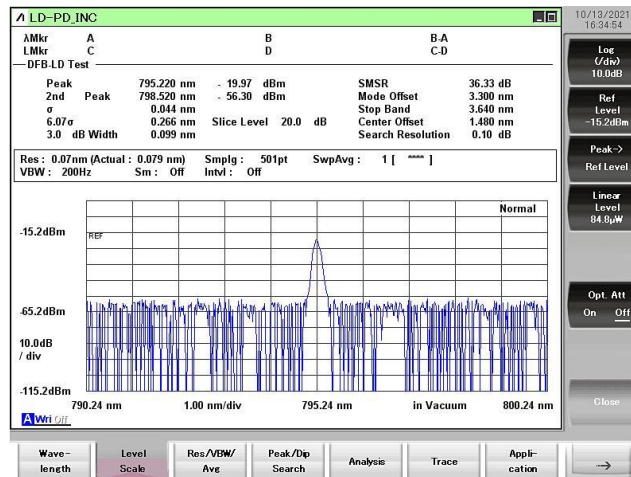 LD-PD_INC
10/13/2021
16:34:54
λMkr A B B-A
LMkr C D C-D
DFB-LD Test
Peak 795.220 nm - 19.97 dBm SMSR 36.33 dB
2nd Peak 798.520 nm - 56.30 dBm Mode Offset 3.300 nm
σ 0.044 nm Stop Band 3.640 nm
6.07σ 0.266 nm Slice Level 20.0 dB Center Offset 1.480 nm
3.0 dB Width 0.099 nm Search Resolution 0.10 dB
Res : 0.07nm (Actual : 0.079 nm) Smplg : 501pt SwpAvg : 1 [ **** ]
VBW : 200Hz Sm : Off Intvl : Off
Normal
-15.2dBm
REF
-65.2dBm
10.0dB
/ div
-115.2dBm
790.24 nm 1.00 nm/div 795.24 nm in Vacuum 800.24 nm
A Wri Off
Log
(/div)
10.0dB
Ref
Level
-15.2dBm
Peak->
Ref Level
Linear
Level
84.8μW
Opt. Att
On Off
Close
Wave-
length
Level
Scale
Res/VBW/
Avg
Peak/Dip
Search
Analysis
Trace
Appli-
cation
→